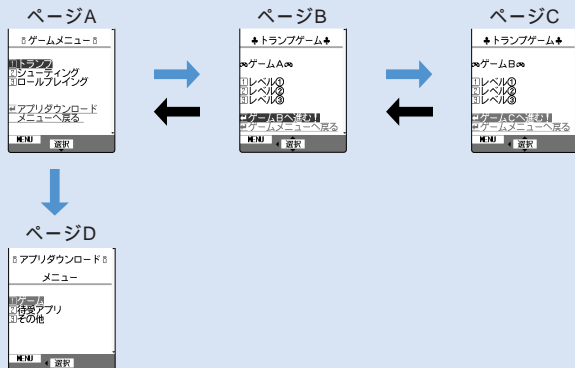 ページA
ゲームメニュー
1トランプ
2シューティング
3ロールプレイング
アプリダウンロード
メニューへ戻る
MENU
選択
ページB
♣トランプゲーム♣
ゲームA
1レベル①
2レベル②
3レベル③
ゲームBへ進む!
ゲームメニューへ戻る
MENU
選択
ページC
♣トランプゲーム♣
ゲームB
1レベル①
2レベル②
3レベル③
ゲームCへ進む!
ゲームメニューへ戻る
MENU
選択
ページD
アプリダウンロード
メニュー
1ゲーム
2待受アプリ
3その他
MENU
選択